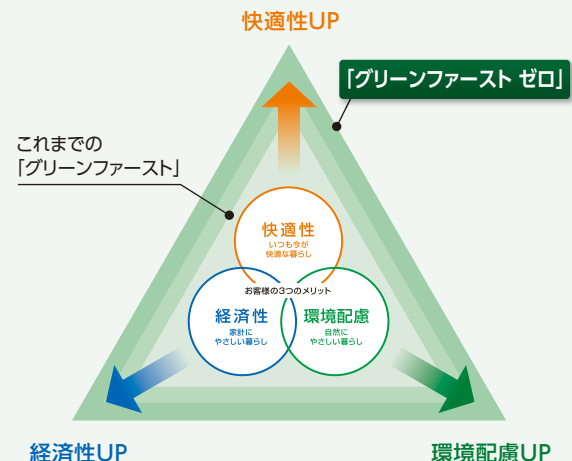 快適性UP
「グリーンファースト ゼロ」
これまでの
「グリーンファースト」
快適性
いつも今が
快適な暮らし
お客様の3つのメリット
経済性
家計に
やさしい暮らし
環境配慮
自然に
やさしい暮らし
経済性UP
環境配慮UP